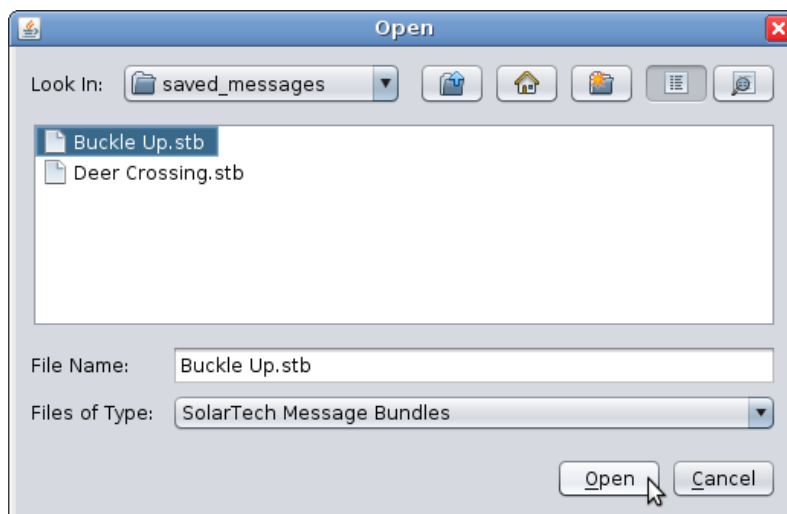 Open
Look In: saved_messages
Buckle Up.stb
Deer Crossing.stb
File Name: Buckle Up.stb
Files of Type: SolarTech Message Bundles
Open Cancel